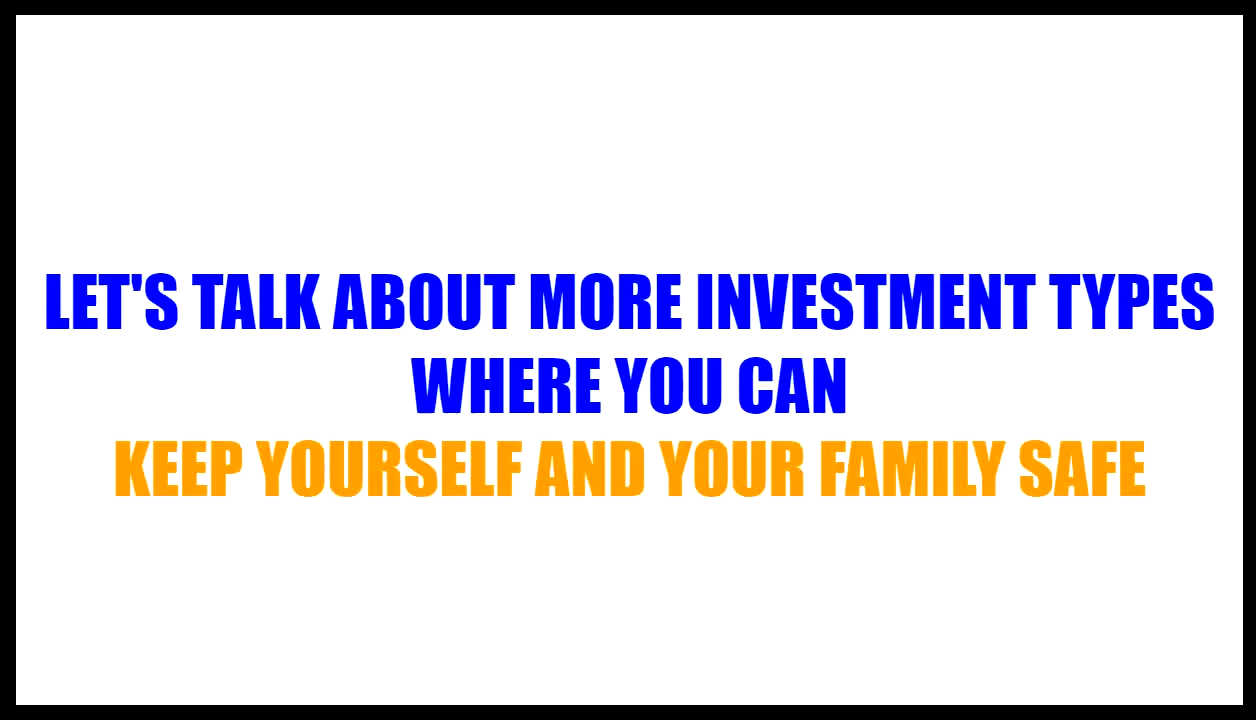 LET'S TALK ABOUT MORE INVESTMENT TYPES
WHERE YOU CAN
KEEP YOURSELF AND YOUR FAMILY SAFE